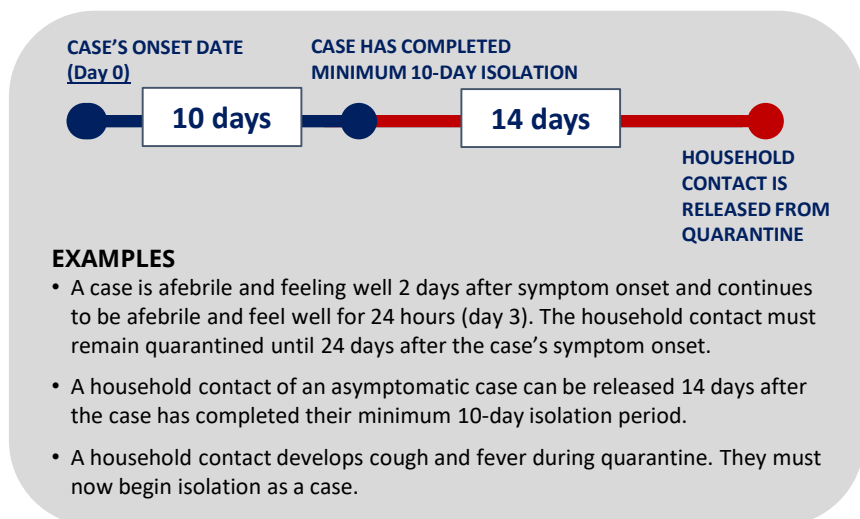 CASE’S ONSET DATE
(Day 0)
CASE HAS COMPLETED
MINIMUM 10-DAY ISOLATION
10 days
14 days
HOUSEHOLD
CONTACT IS
RELEASED FROM
QUARANTINE
EXAMPLES
• A case is afebrile and feeling well 2 days after symptom onset and continues
to be afebrile and feel well for 24 hours (day 3). The household contact must
remain quarantined until 24 days after the case’s symptom onset.
• A household contact of an asymptomatic case can be released 14 days after
the case has completed their minimum 10-day isolation period.
• A household contact develops cough and fever during quarantine. They must
now begin isolation as a case.